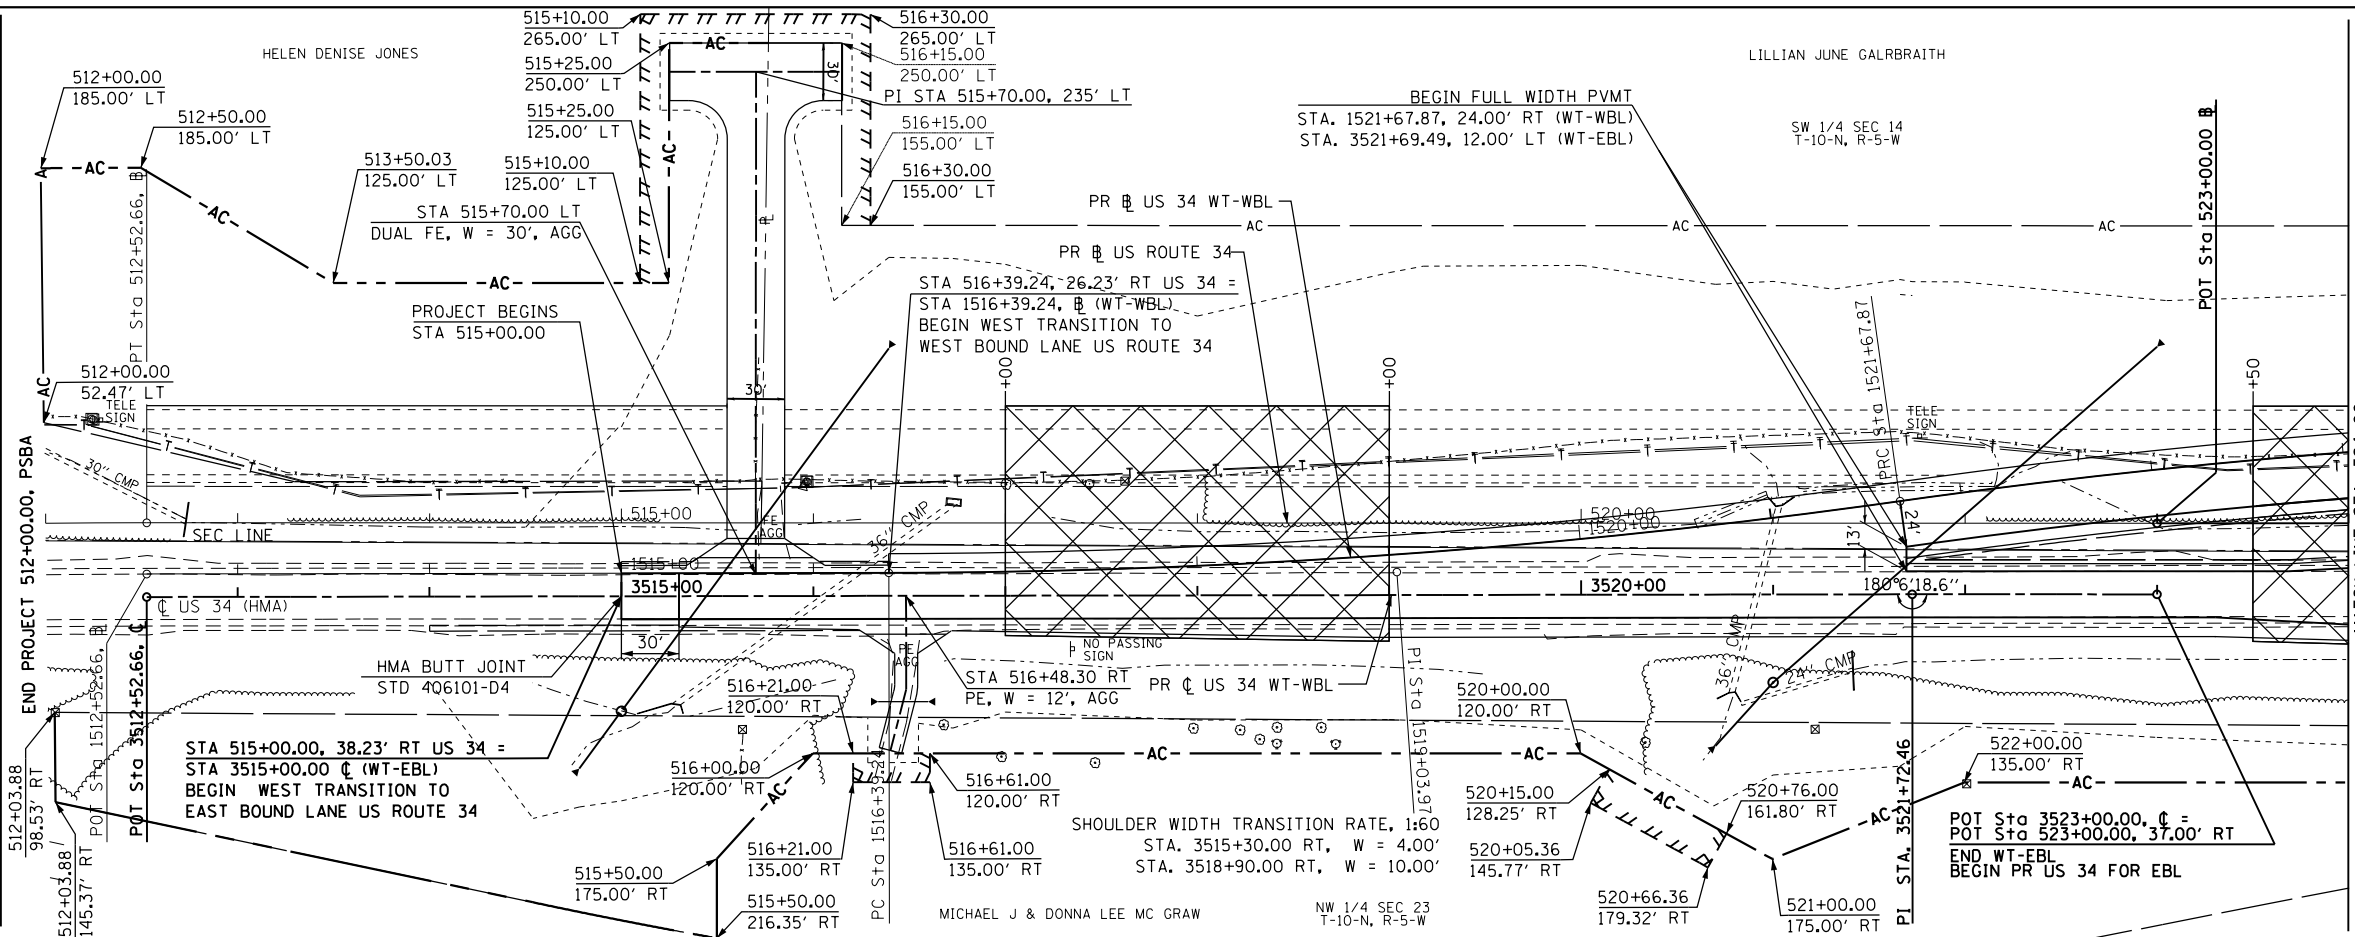 515+10.00
265.00' LT
516+30.00
265.00' LT
HELEN DENISE JONES
LILLIAN JUNE GALRBRAITH
512+00.00
185.00' LT
515+25.00
250.00' LT
AC
516+15.00
250.00' LT
30'
PI STA 515+70.00, 235' LT
512+50.00
185.00' LT
515+25.00
125.00' LT
516+15.00
155.00' LT
BEGIN FULL WIDTH PVMT
STA. 1521+67.87, 24.00' RT (WT-WBL)
STA. 3521+69.49, 12.00' LT (WT-EBL)
SW 1/4 SEC 14
T-10-N, R-5-W
513+50.03
125.00' LT
515+10.00
125.00' LT
AC
516+30.00
155.00' LT
A
AC
AC
STA 515+70.00 LT
DUAL FE, W = 30', AGG
PR ⅊ US 34 WT-WBL
AC
AC
AC
PT Sta 512+52.66, B
POT Sta 523+00.00 B
PR B US ROUTE 34
AC
STA 516+39.24, 26.23' RT US 34 =
STA 1516+39.24, B (WT-WBL)
BEGIN WEST TRANSITION TO
WEST BOUND LANE US ROUTE 34
PROJECT BEGINS
STA 515+00.00
PRC Sta 1521+67.87
AC
512+00.00
52.47' LT
TELE
SIGN
30'
+00
+00
+50
TELE
SIGN
END PROJECT 512+00.00, PSBA
30" CMP
SEC LINE
515+00
FE
AGG
36" CMP
520+00
1520+00
24'
13'
1515+00
3515+00
3520+00
180°6'18.6"
℄ US 34 (HMA)
30'
PE
AGG
NO PASSING
SIGN
36" CMP
24" CMP
HMA BUTT JOINT
STD 406101-D4
516+21.00
120.00' RT
STA 516+48.30 RT
PE, W = 12', AGG
PR ℄ US 34 WT-WBL
520+00.00
120.00' RT
PI Sta 1519+03.97
POT Sta 1512+52.66, B
POT Sta 3512+52.66, ℄
STA 515+00.00, 38.23' RT US 34 =
STA 3515+00.00 ℄ (WT-EBL)
BEGIN WEST TRANSITION TO
EAST BOUND LANE US ROUTE 34
516+00.00
120.00' RT
AC
AC
AC
516+61.00
120.00' RT
522+00.00
135.00' RT
512+03.88
98.53' RT
512+03.88
145.37' RT
520+15.00
128.25' RT
AC
520+76.00
161.80' RT
AC
AC
SHOULDER WIDTH TRANSITION RATE, 1:60
STA. 3515+30.00 RT, W = 4.00'
STA. 3518+90.00 RT, W = 10.00'
POT Sta 3523+00.00, ℄ =
POT Sta 523+00.00, 37.00' RT
END WT-EBL
BEGIN PR US 34 FOR EBL
515+50.00
175.00' RT
516+21.00
135.00' RT
516+61.00
135.00' RT
520+05.36
145.77' RT
515+50.00
216.35' RT
PC Sta 1516+39.24
MICHAEL J & DONNA LEE MC GRAW
NW 1/4 SEC 23
T-10-N, R-5-W
520+66.36
179.32' RT
521+00.00
175.00' RT
PI STA. 3521+72.46